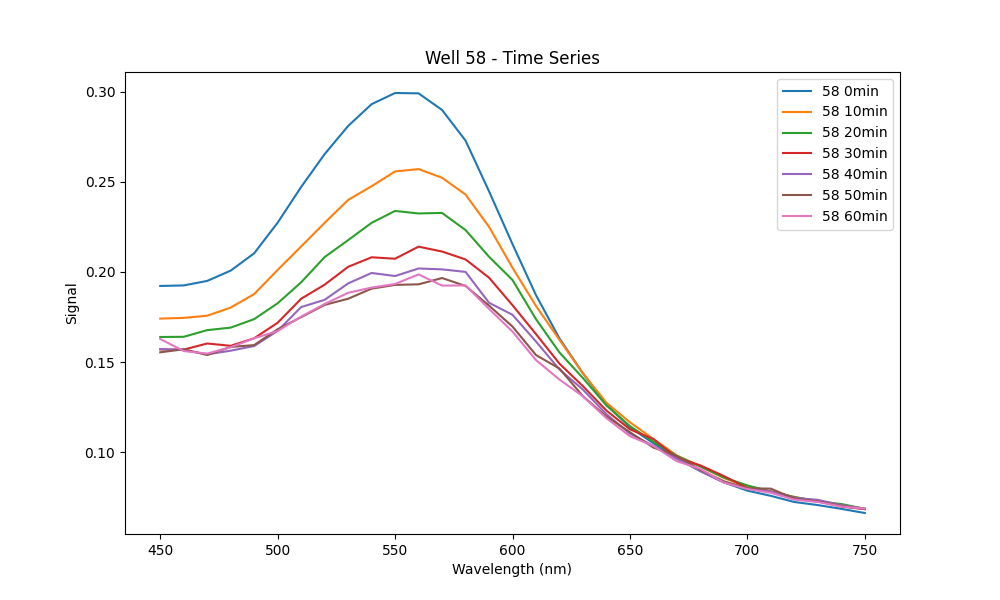 Well 58 - Time Series
Signal
0.30
0.25
0.20
0.15
0.10
58 0min
58 10min
58 20min
58 30min
58 40min
58 50min
58 60min
450 500 550 600 650 700 750
Wavelength (nm)